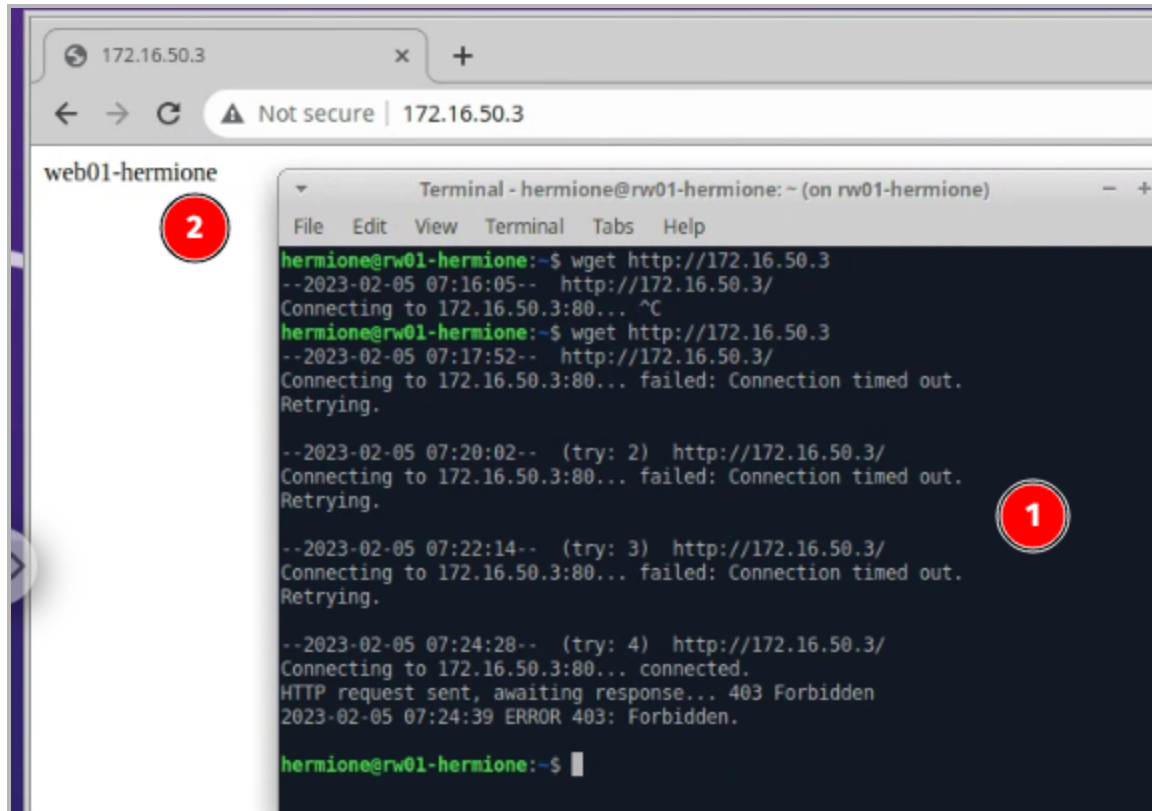 172.16.50.3
Not secure 172.16.50.3
web01-hermione
2
Terminal - hermione@rw01-hermione: ~ (on rw01-hermione)
File Edit View Terminal Tabs Help
hermione@rw01-hermione:~$ wget http://172.16.50.3
--2023-02-05 07:16:05--  http://172.16.50.3/
Connecting to 172.16.50.3:80... ^C
hermione@rw01-hermione:~$ wget http://172.16.50.3
--2023-02-05 07:17:52--  http://172.16.50.3/
Connecting to 172.16.50.3:80... failed: Connection timed out.
Retrying.
--2023-02-05 07:20:02--  (try: 2)  http://172.16.50.3/
Connecting to 172.16.50.3:80... failed: Connection timed out.
Retrying.
1
--2023-02-05 07:22:14--  (try: 3)  http://172.16.50.3/
Connecting to 172.16.50.3:80... failed: Connection timed out.
Retrying.
--2023-02-05 07:24:28--  (try: 4)  http://172.16.50.3/
Connecting to 172.16.50.3:80... connected.
HTTP request sent, awaiting response... 403 Forbidden
2023-02-05 07:24:39 ERROR 403: Forbidden.
hermione@rw01-hermione:~$